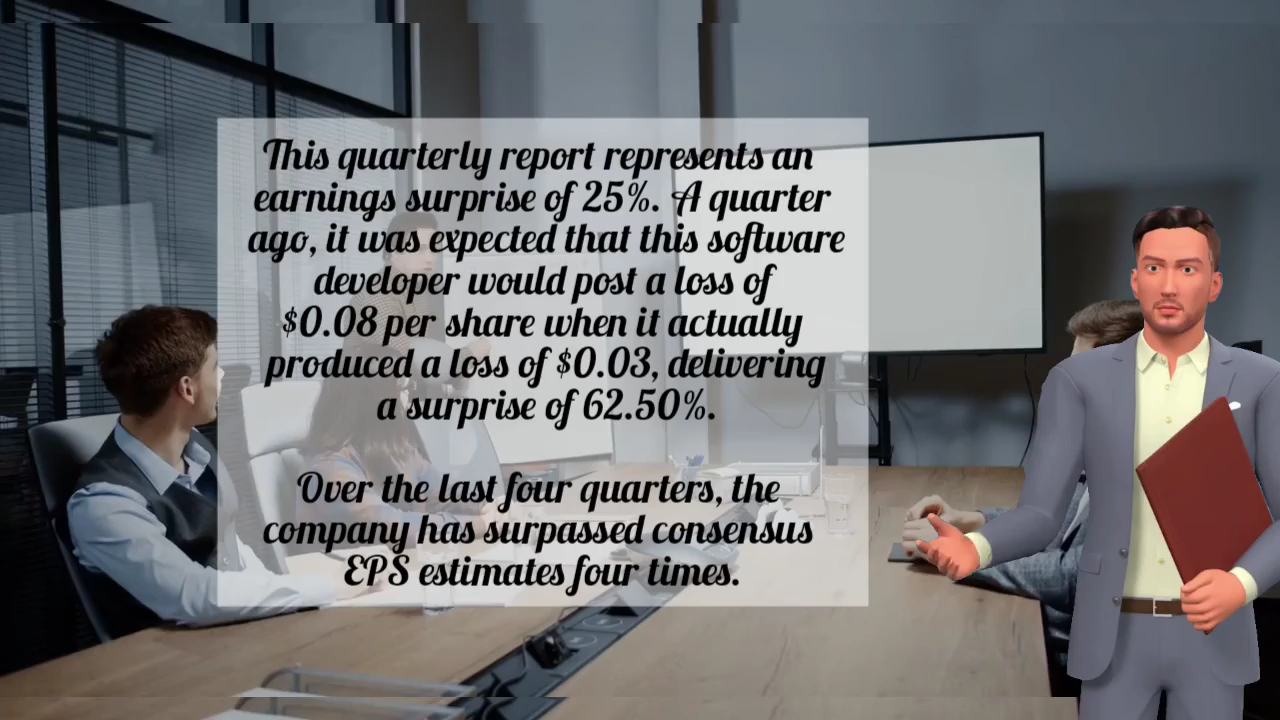 This quarterly report represents an
earnings surprise of 25%. A quarter
ago, it was expected that this software
developer would post a loss of
$0.08 per share when it actually
produced a loss of $0.03, delivering
a surprise of 62.50%.
Over the last four quarters, the
company has surpassed consensus
EPS estimates four times.